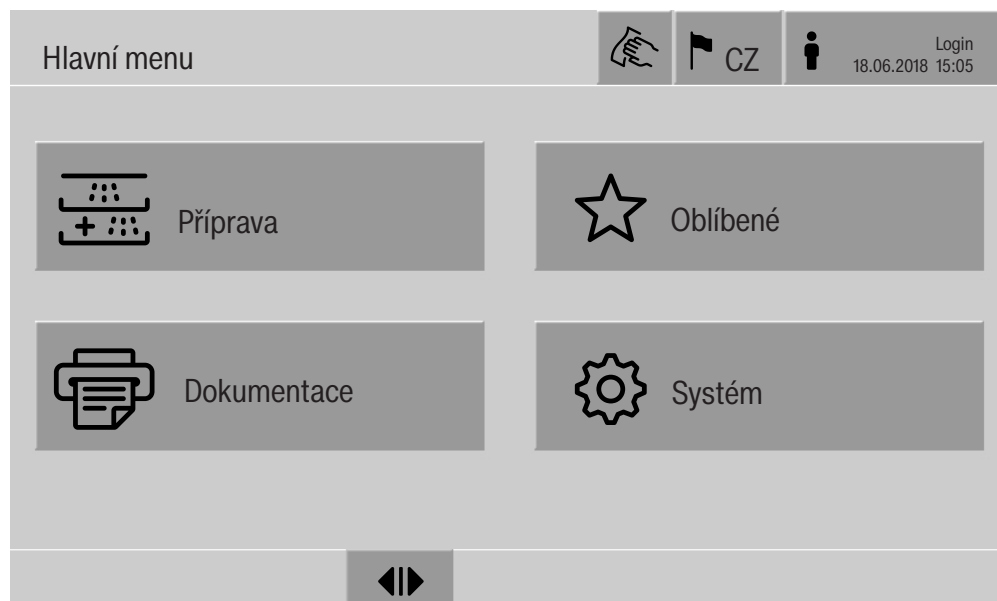 Hlavní menu
CZ
Login
18.06.2018 15:05
Příprava
Oblíbené
Dokumentace
Systém